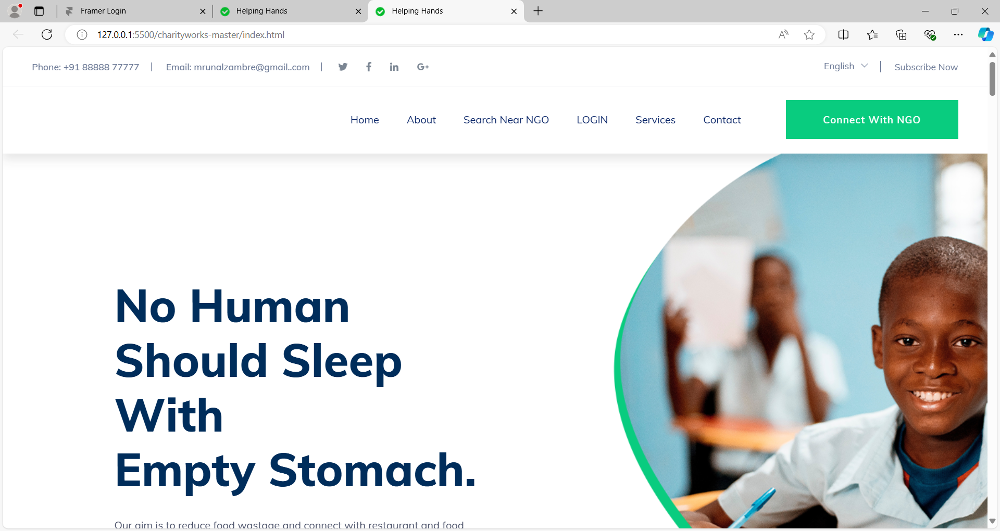 Framer Login
Helping Hands
Helping Hands
127.0.0.1:5500/charityworks-master/index.html
Phone: +91 88888 77777
Email: mrunalzambre@gmail..com
G+
English
Subscribe Now
Home
About
Search Near NGO
LOGIN
Services
Contact
Connect With NGO
No Human
Should Sleep
With
Empty Stomach.
Our aim is to reduce food wastage and connect with restaurant and food